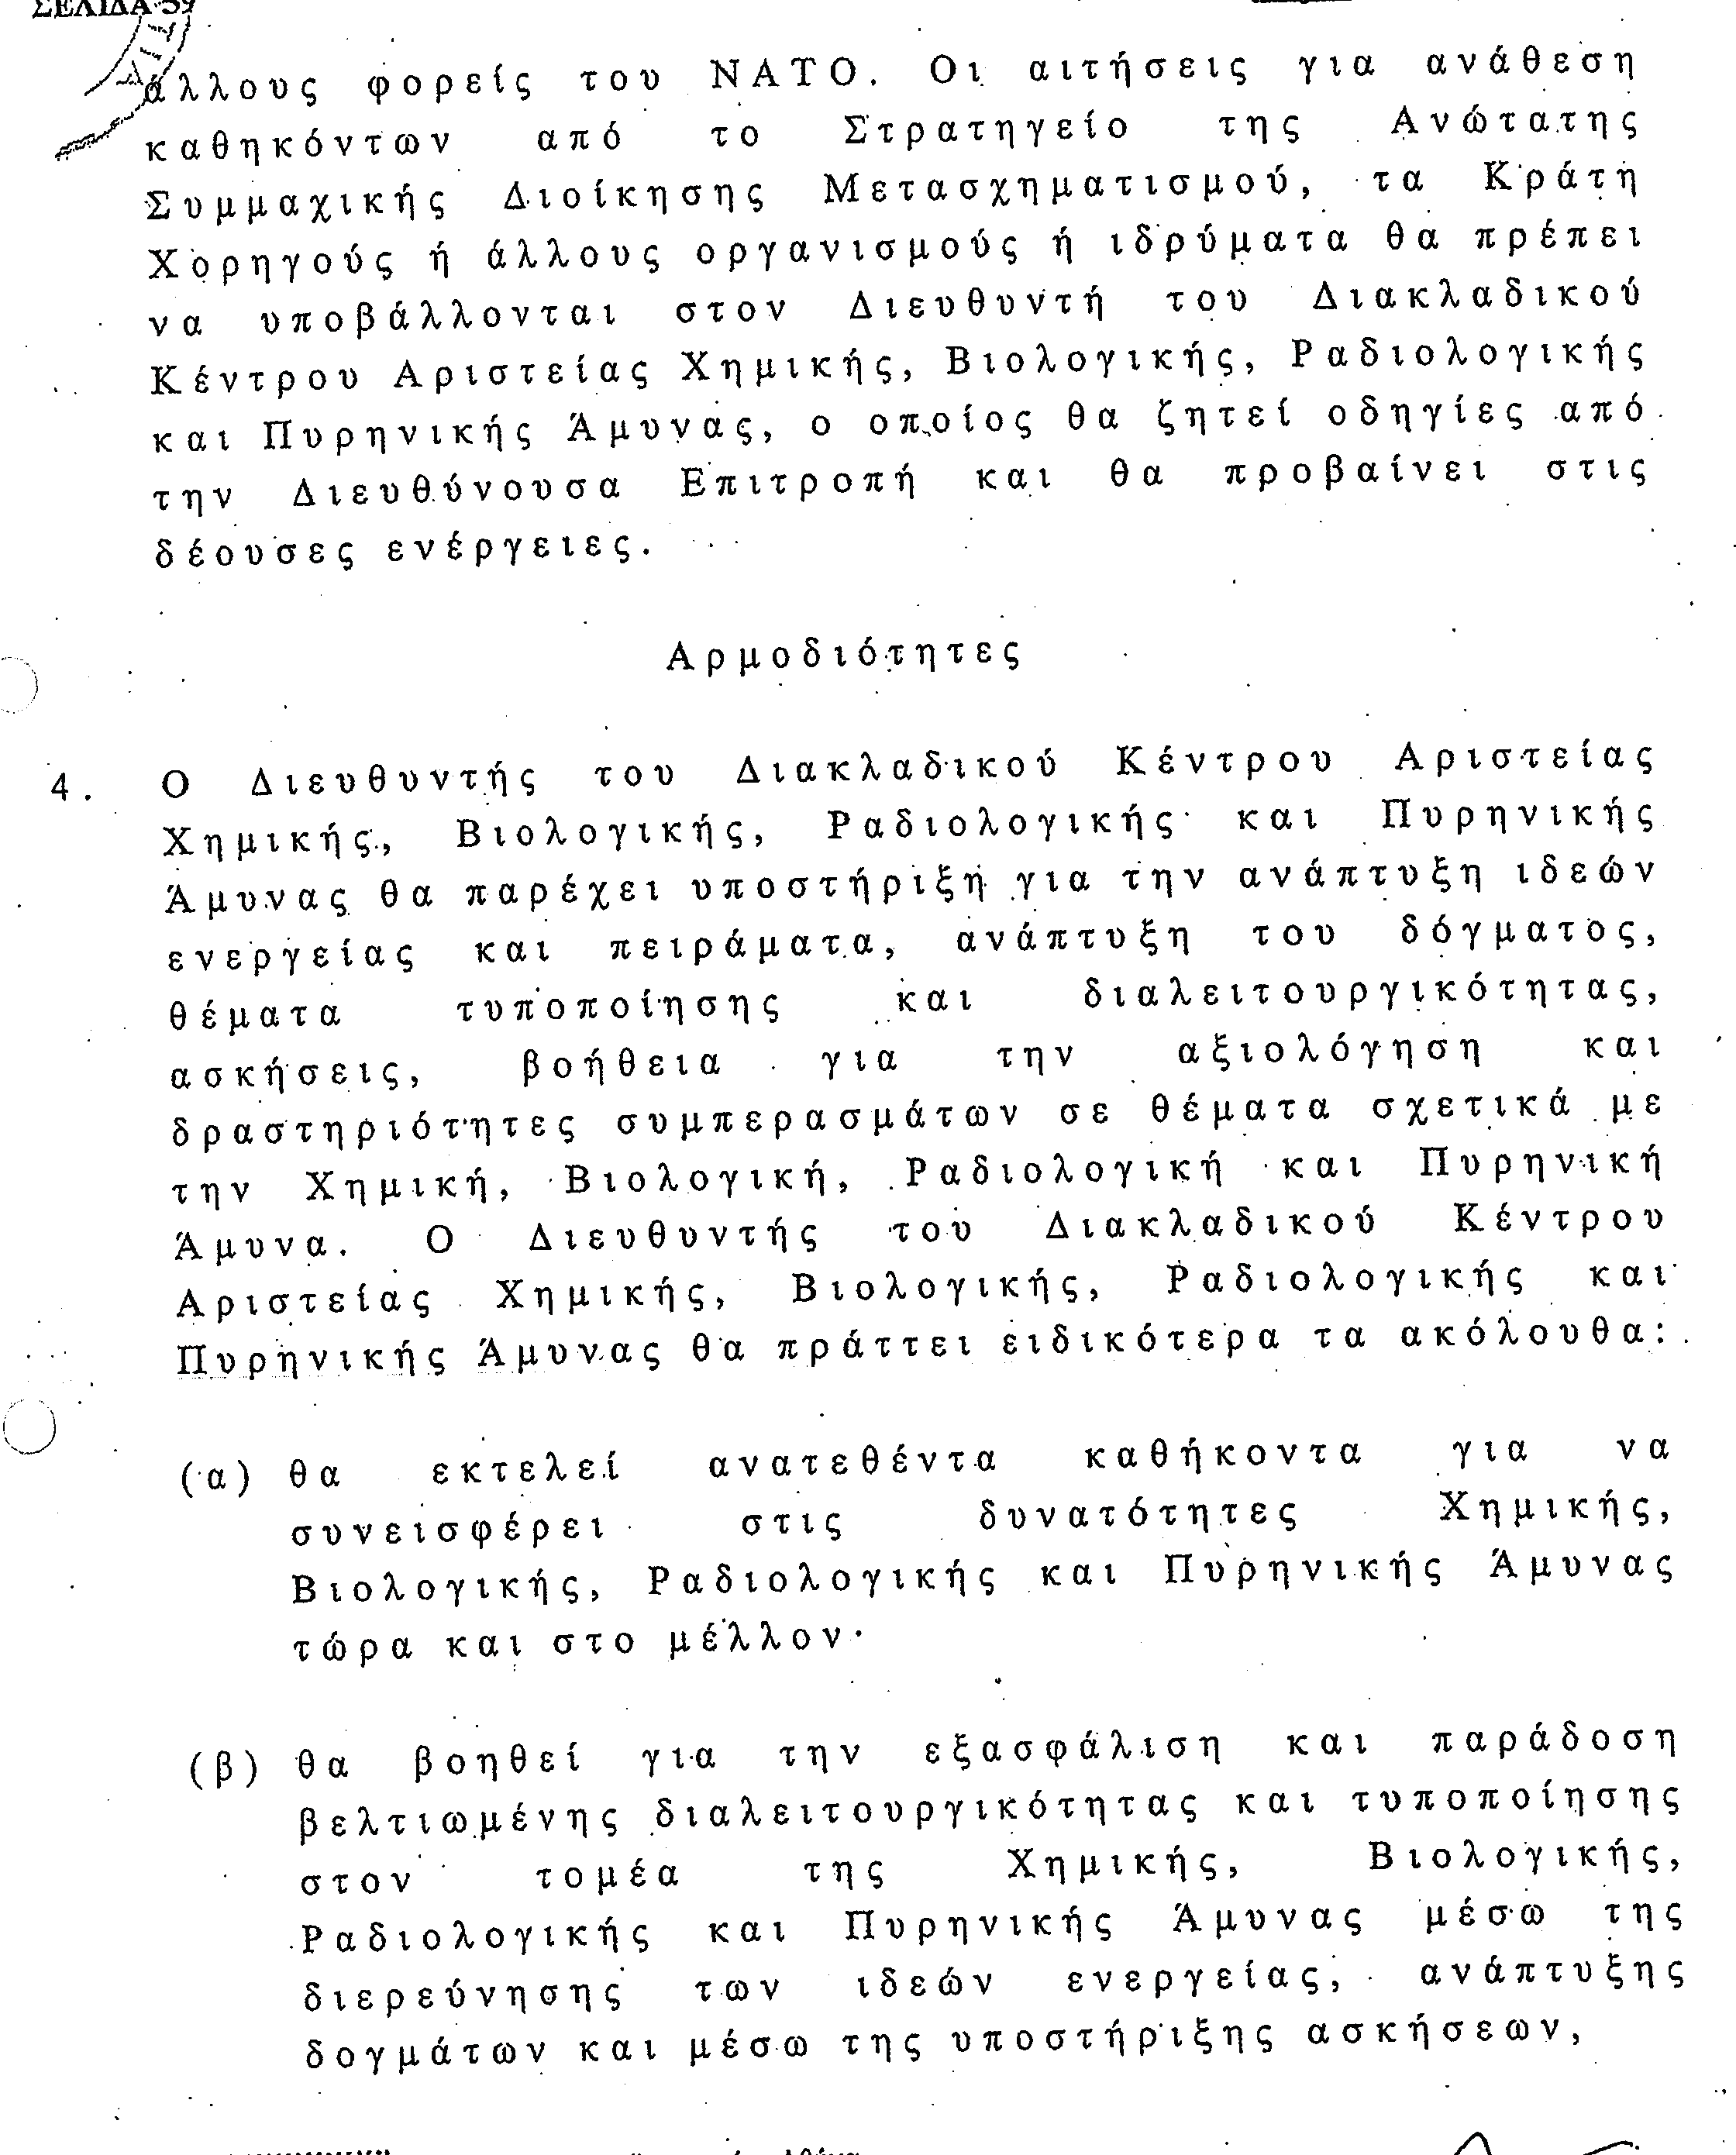 ΣΕΛΙΔΑ 59
άλλους φορείς του ΝΑΤΟ. Οι αιτήσεις για ανάθεση
καθηκόντων από το Στρατηγείο της Ανώτατης
Συμμαχικής Διοίκησης Μετασχηματισμού, τα Κράτη
Χορηγούς ή άλλους οργανισμούς ή ιδρύματα θα πρέπει
να υποβάλλονται στον Διευθυντή του Διακλαδικού
Κέντρου Αριστείας Χημικής, Βιολογικής, Ραδιολογικής
και Πυρηνικής Άμυνας, ο οποίος θα ζητεί οδηγίες από
την Διευθύνουσα Επιτροπή και θα προβαίνει στις
δέουσες ενέργειες.
Αρμοδιότητες
4. Ο Διευθυντής του Διακλαδικού Κέντρου Αριστείας
Χημικής, Βιολογικής, Ραδιολογικής και Πυρηνικής
Άμυνας θα παρέχει υποστήριξη για την ανάπτυξη ιδεών
ενεργείας και πειράματα, ανάπτυξη του δόγματος,
θέματα τυποποίησης και διαλειτουργικότητας,
ασκήσεις, βοήθεια για την αξιολόγηση και
δραστηριότητες συμπερασμάτων σε θέματα σχετικά με
την Χημική, Βιολογική, Ραδιολογική και Πυρηνική
Άμυνα. Ο Διευθυντής του Διακλαδικού Κέντρου
Αριστείας Χημικής, Βιολογικής, Ραδιολογικής και
Πυρηνικής Άμυνας θα πράττει ειδικότερα τα ακόλουθα:
(α) θα εκτελεί ανατεθέντα καθήκοντα για να
συνεισφέρει στις δυνατότητες Χημικής,
Βιολογικής, Ραδιολογικής και Πυρηνικής Άμυνας
τώρα και στο μέλλον·
(β) θα βοηθεί για την εξασφάλιση και παράδοση
βελτιωμένης διαλειτουργικότητας και τυποποίησης
στον τομέα της Χημικής, Βιολογικής,
Ραδιολογικής και Πυρηνικής Άμυνας μέσω της
διερεύνησης των ιδεών ενεργείας, ανάπτυξης
δογμάτων και μέσω της υποστήριξης ασκήσεων,